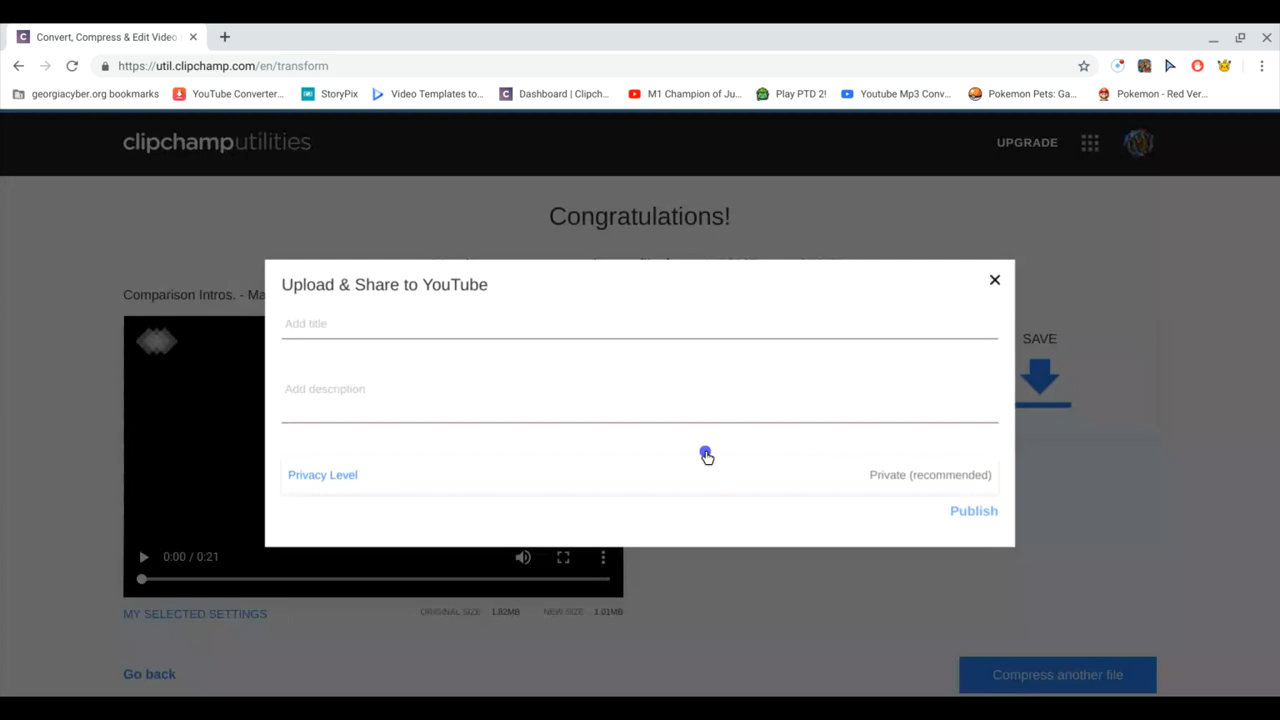 Convert, Compress & Edit Video
https://util.clipchamp.com/en/transform
georgiacyber.org bookmarks
YouTube Converter...
StoryPix
Video Templates to...
Dashboard | Clipch...
M1 Champion of Ju...
Play PTD 2!
Youtube Mp3 Conv...
Pokemon Pets: Ga...
Pokemon - Red Ver...
clipchamputilities
UPGRADE
Congratulations!
Comparison Intros. - Ma
Upload & Share to YouTube
Add title
SAVE
Add description
Privacy Level
Private (recommended)
Publish
0:00 / 0:21
MY SELECTED SETTINGS
ORIGINAL SIZE 1.82MB
NEW SIZE 1.01MB
Go back
Compress another file